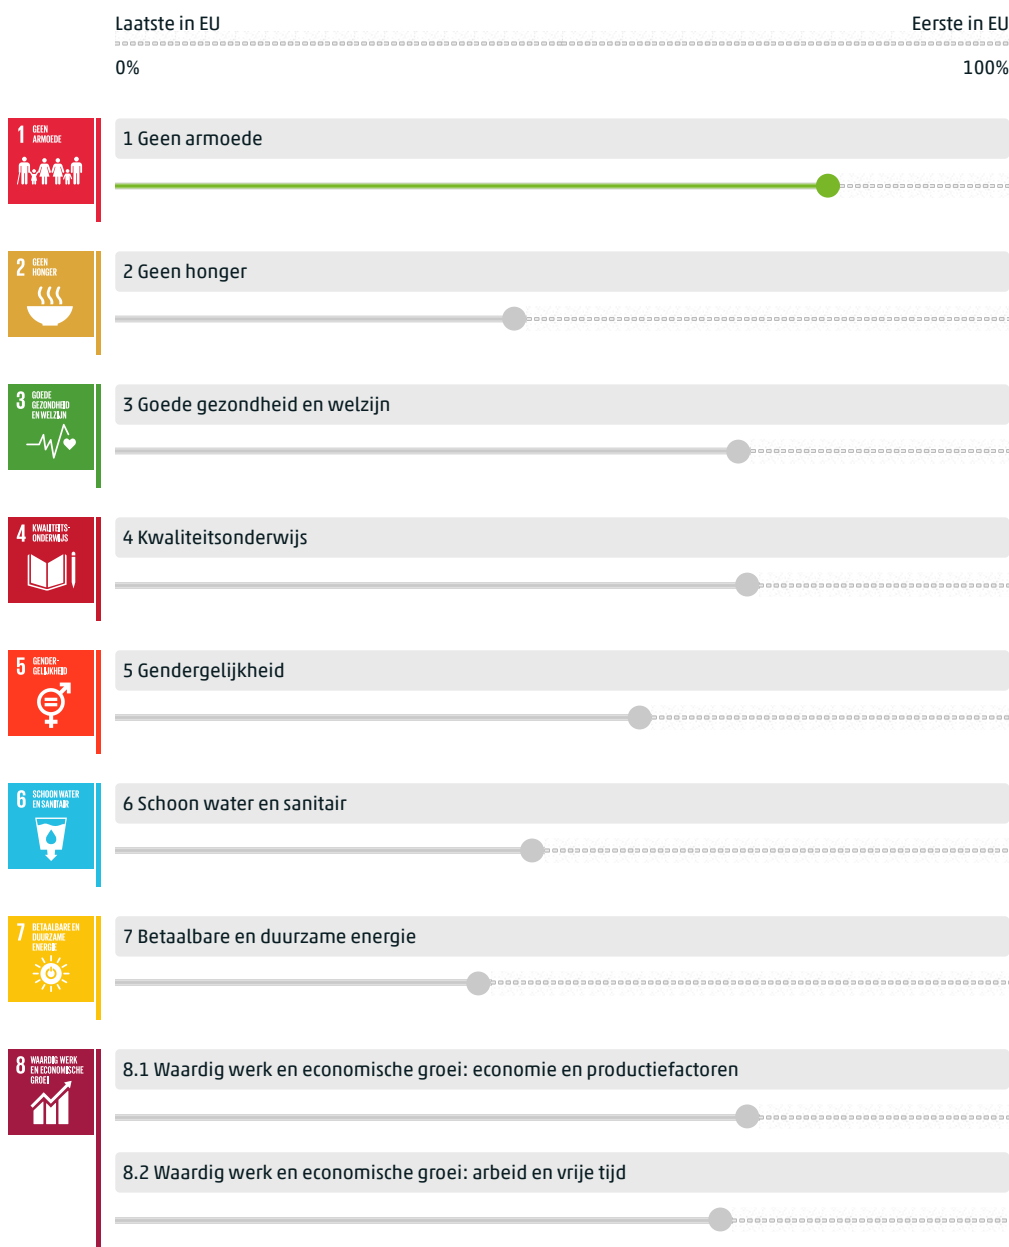 Laatste in EU
Eerste in EU
0%
100%
1 GEEN
ARMOEDE
1 Geen armoede
2 GEEN
HONGER
2 Geen honger
3 GOEDE
GEZONDHEID
EN WELZIJN
3 Goede gezondheid en welzijn
4 KWALITEITS-
ONDERWIJS
4 Kwaliteitsonderwijs
5 GENDER-
GELIJKHEID
5 Gendergelijkheid
6 SCHOON WATER
EN SANITAIR
6 Schoon water en sanitair
7 BETAALBARE EN
DUURZAME
ENERGIE
7 Betaalbare en duurzame energie
8 WAARDIG WERK
EN ECONOMISCHE
GROEI
8.1 Waardig werk en economische groei: economie en productiefactoren
8.2 Waardig werk en economische groei: arbeid en vrije tijd